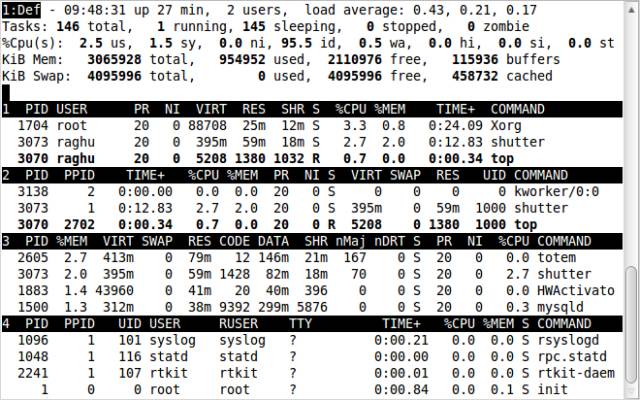 1:Def - 09:48:31 up 27 min,  2 users,  load average: 0.43, 0.21, 0.17
Tasks: 146 total,   1 running, 145 sleeping,   0 stopped,   0 zombie
%Cpu(s):  2.5 us,  1.5 sy,  0.0 ni, 95.5 id,  0.5 wa,  0.0 hi,  0.0 si,  0.0 st
KiB Mem:   3065928 total,   954952 used,  2110976 free,   115936 buffers
KiB Swap:  4095996 total,        0 used,  4095996 free,   458732 cached
1  PID USER      PR  NI  VIRT  RES  SHR S  %CPU %MEM    TIME+  COMMAND
  1704 root      20   0 88708  25m  12m S   3.3  0.8   0:24.09 Xorg
  3073 raghu     20   0  395m  59m  18m S   2.7  2.0   0:12.83 shutter
  3070 raghu     20   0  5208 1380 1032 R   0.7  0.0   0:00.34 top
2  PID  PPID    TIME+   %CPU %MEM  PR  NI S  VIRT SWAP  RES   UID COMMAND
  3138     2   0:00.00   0.0  0.0  20   0 S     0    0    0     0 kworker/0:0
  3073     1   0:12.83   2.7  2.0  20   0 S  395m    0  59m  1000 shutter
  3070  2702   0:00.34   0.7  0.0  20   0 R  5208    0 1380  1000 top
3  PID %MEM  VIRT SWAP  RES CODE DATA  SHR nMaj nDRT S  PR  NI  %CPU COMMAND
  2605  2.7  413m    0  79m   12 146m  21m  167    0 S  20   0   0.0 totem
  3073  2.0  395m    0  59m 1428  82m  18m   70    0 S  20   0   2.7 shutter
  1883  1.4 43960    0  41m   20  40m  396    0    0 S  20   0   0.0 HWActivato
  1500  1.3  312m    0  38m 9392 299m 5876    0    0 S  20   0   0.3 mysqld
4  PID  PPID   UID USER     RUSER    TTY         TIME+   %CPU %MEM S COMMAND
  1096     1   101 syslog   syslog   ?          0:00.21   0.0  0.0 S rsyslogd
  1048     1   116 statd    statd    ?          0:00.00   0.0  0.0 S rpc.statd
  2241     1   107 rtkit    rtkit    ?          0:00.01   0.0  0.0 S rtkit-daem
     1     0     0 root     root     ?          0:00.84   0.0  0.1 S init